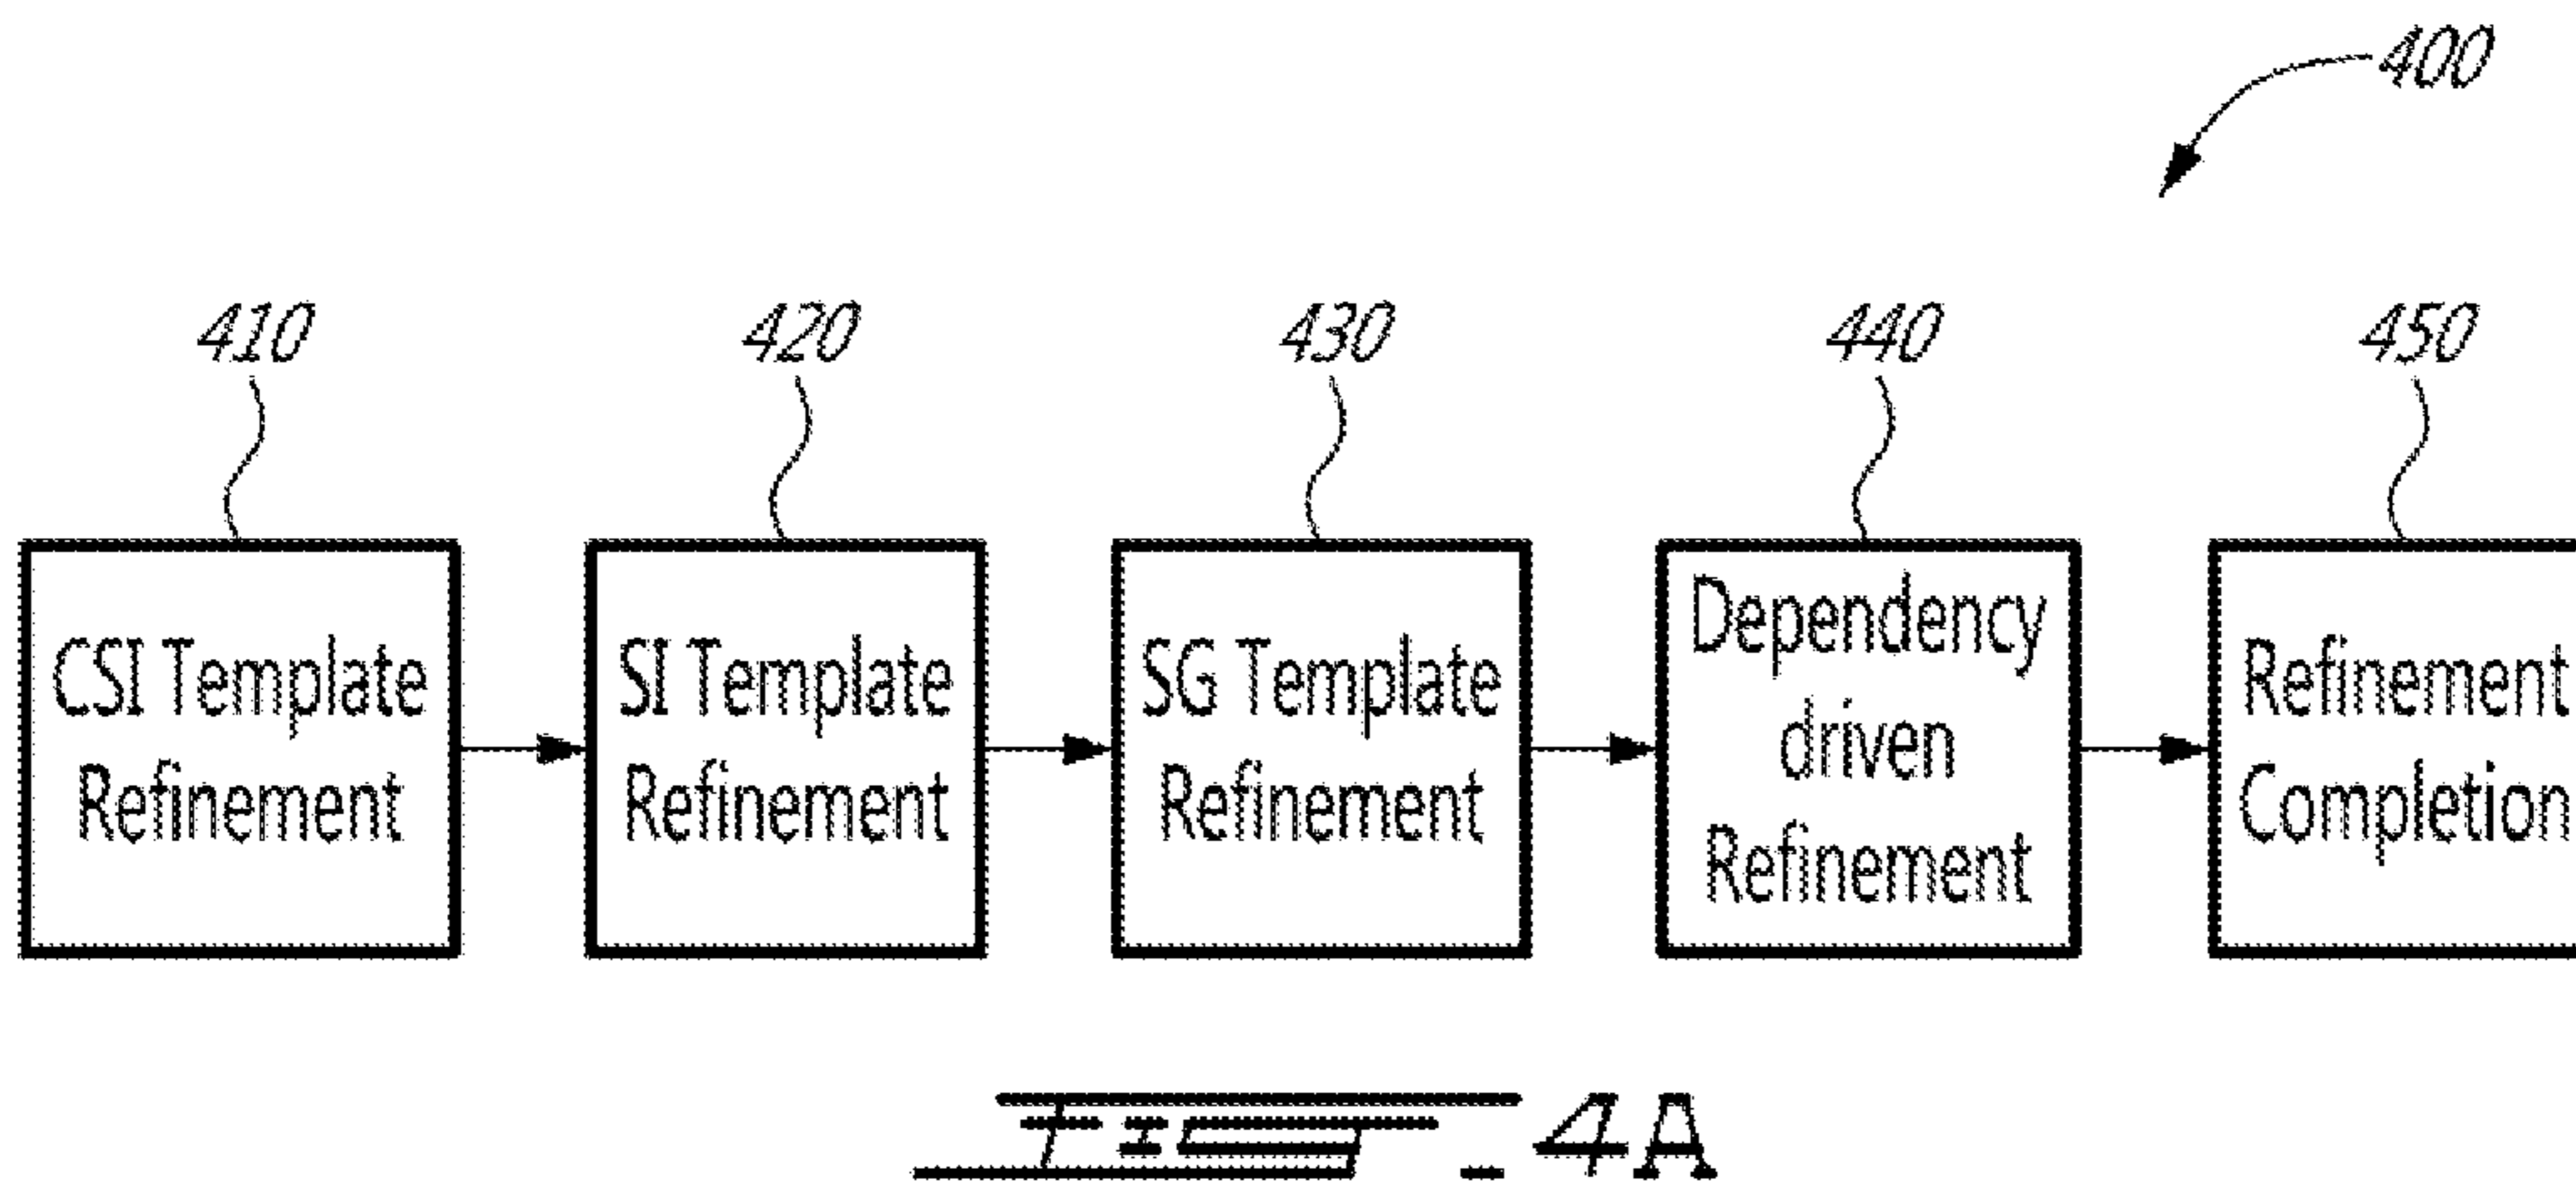 400
410 420 430 440 450
CSI Template
Refinement
SI Template
Refinement
SG Template
Refinement
Dependency
driven
Refinement
Refinement
Completion
FIG. 4A